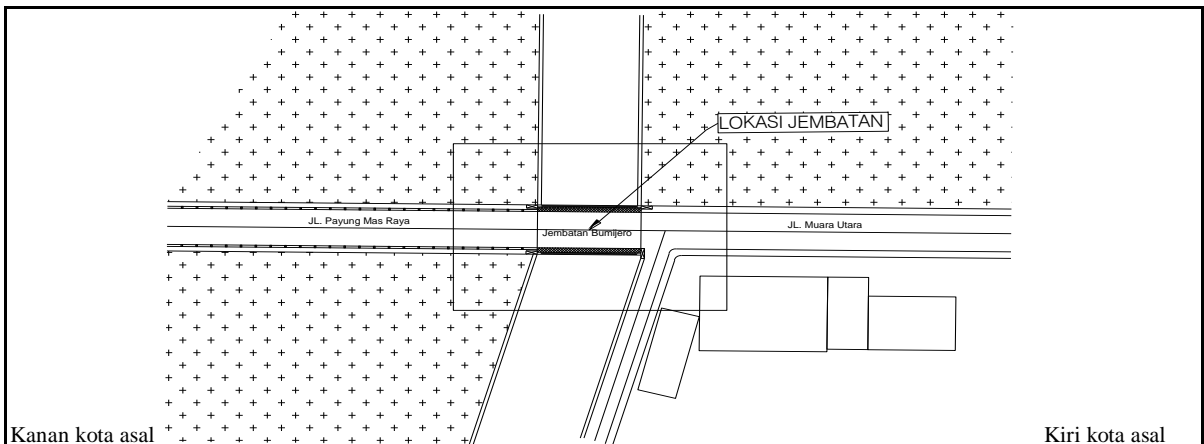 LOKASI JEMBATAN
JL. Payung Mas Raya
JL. Muara Utara
Jembatan Bumijero
Kanan kota asal
Kiri kota asal